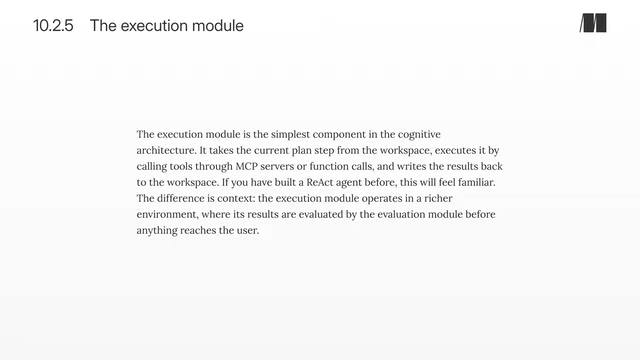 10.2.5 The execution module
The execution module is the simplest component in the cognitive
architecture. It takes the current plan step from the workspace, executes it by
calling tools through MCP servers or function calls, and writes the results back
to the workspace. If you have built a ReAct agent before, this will feel familiar.
The difference is context: the execution module operates in a richer
environment, where its results are evaluated by the evaluation module before
anything reaches the user.